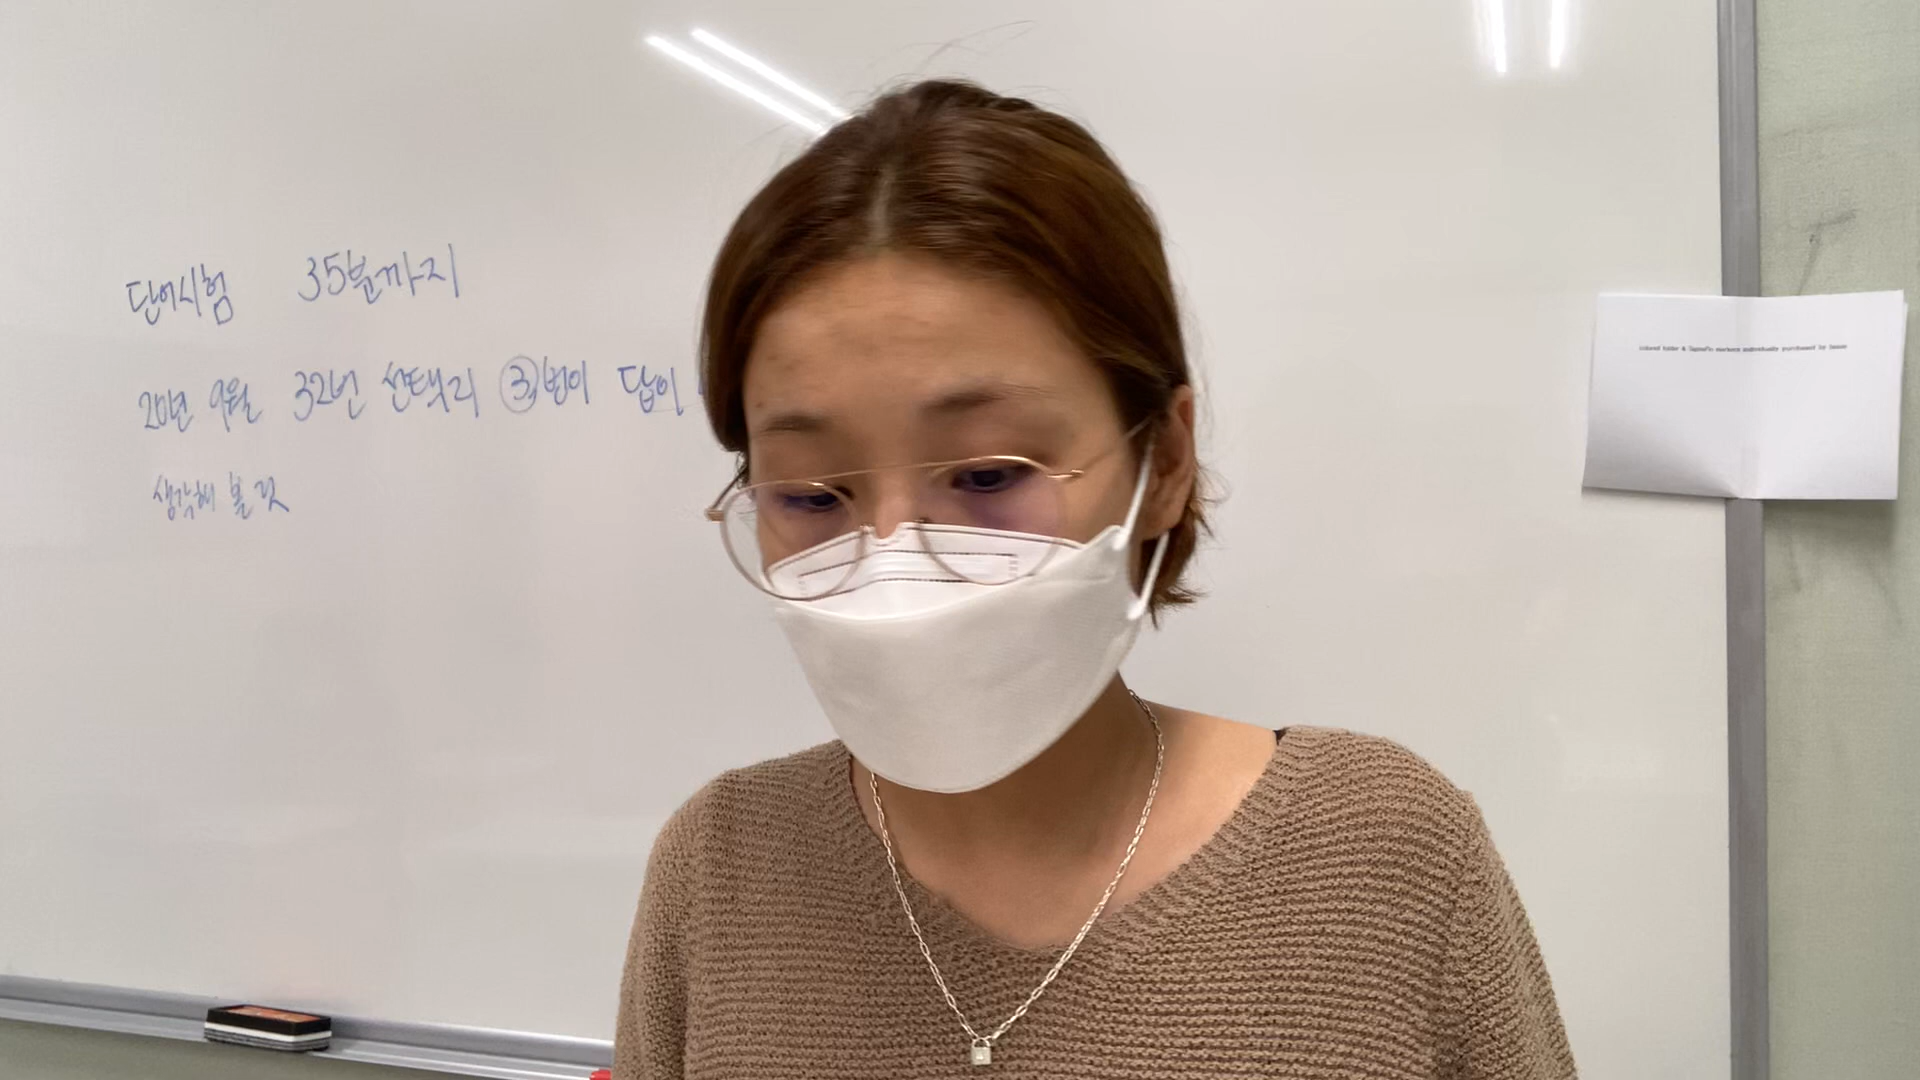 단어시험 35분까지
20년 9월 32번 선택지 ③번이 답이
생각해 볼 것